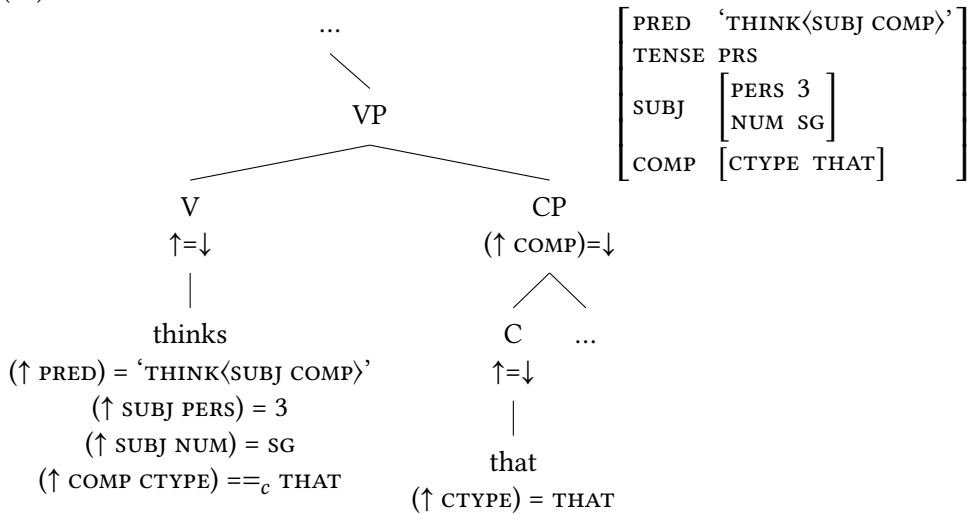 ...
VP
V CP
↑=↓ (↑ COMP)=↓
thinks C ...
(↑ PRED) = ‘THINK⟨SUBJ COMP⟩’ ↑=↓
(↑ SUBJ PERS) = 3
(↑ SUBJ NUM) = SG that
(↑ COMP CTYPE) ==c THAT (↑ CTYPE) = THAT
PRED ‘THINK⟨SUBJ COMP⟩’
TENSE PRS
SUBJ [PERS 3
NUM SG]
COMP [CTYPE THAT]